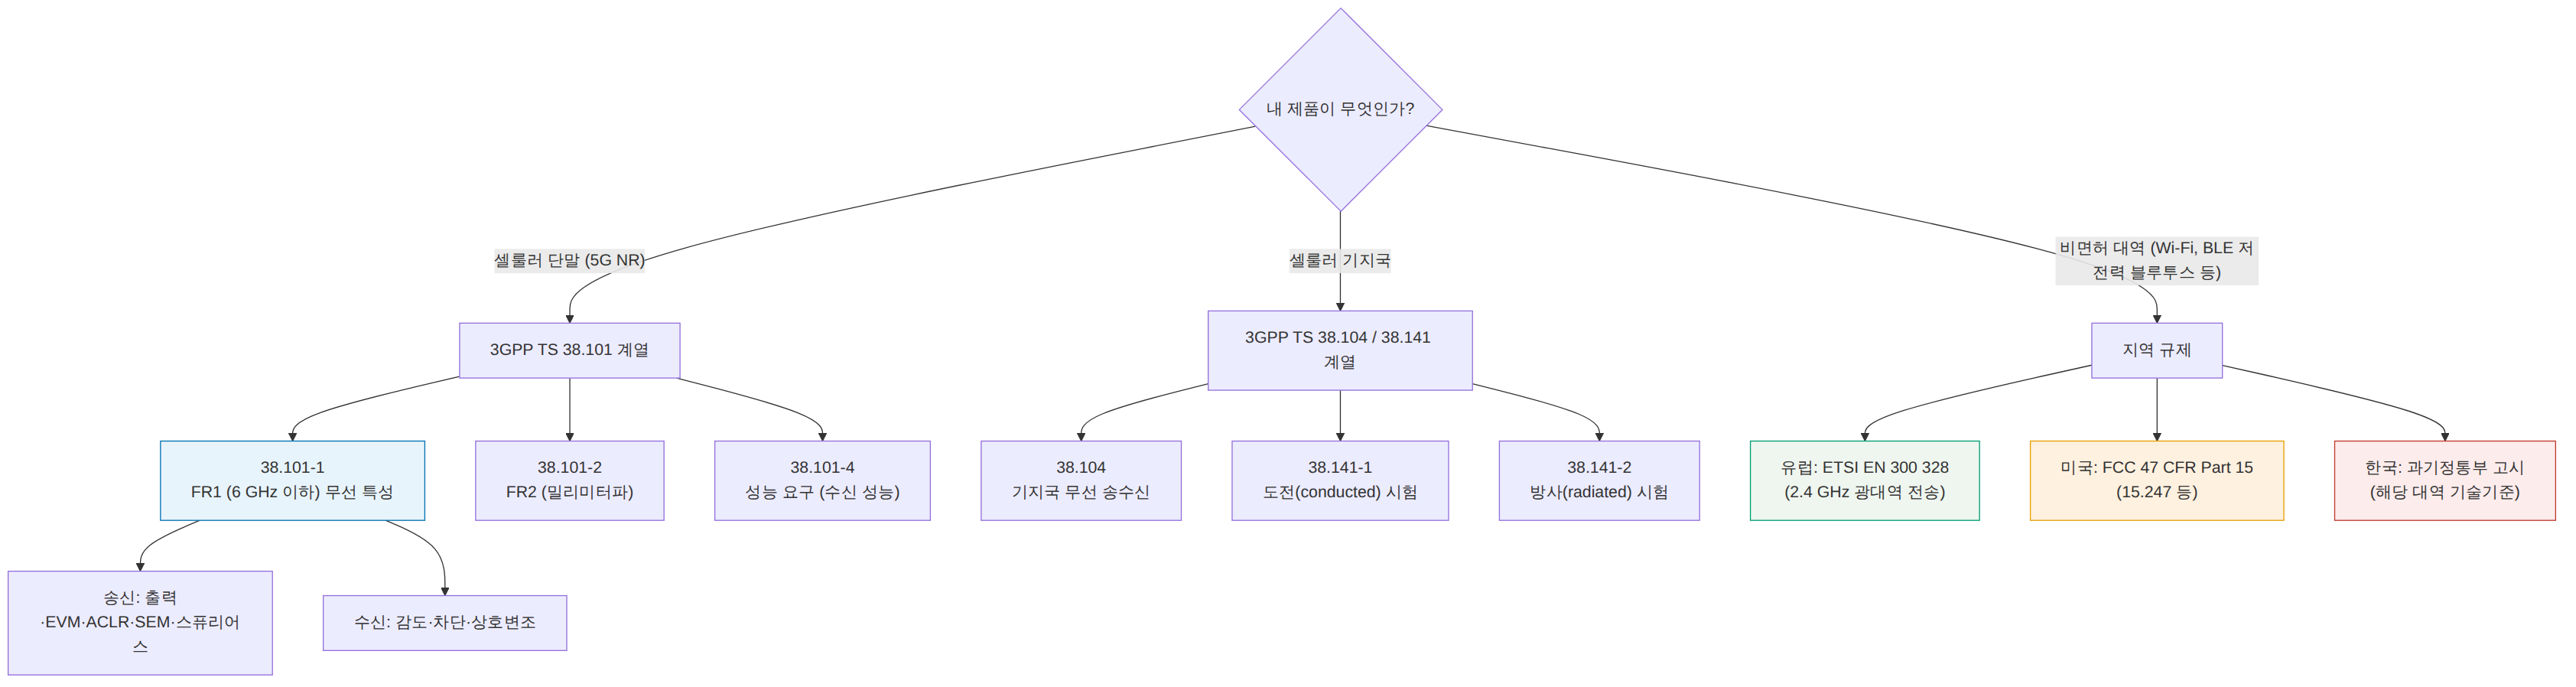 내 제품이 무엇인가?
셀룰러 단말 (5G NR)
셀룰러 기지국
비면허 대역 (Wi-Fi, BLE 저
전력 블루투스 등)
3GPP TS 38.101 계열
3GPP TS 38.104 / 38.141
계열
지역 규제
38.101-1
FR1 (6 GHz 이하) 무선 특성
38.101-2
FR2 (밀리미터파)
38.101-4
성능 요구 (수신 성능)
38.104
기지국 무선 송수신
38.141-1
도전(conducted) 시험
38.141-2
방사(radiated) 시험
유럽: ETSI EN 300 328
(2.4 GHz 광대역 전송)
미국: FCC 47 CFR Part 15
(15.247 등)
한국: 과기정통부 고시
(해당 대역 기술기준)
송신: 출력
·EVM·ACLR·SEM·스퓨리어
스
수신: 감도·차단·상호변조